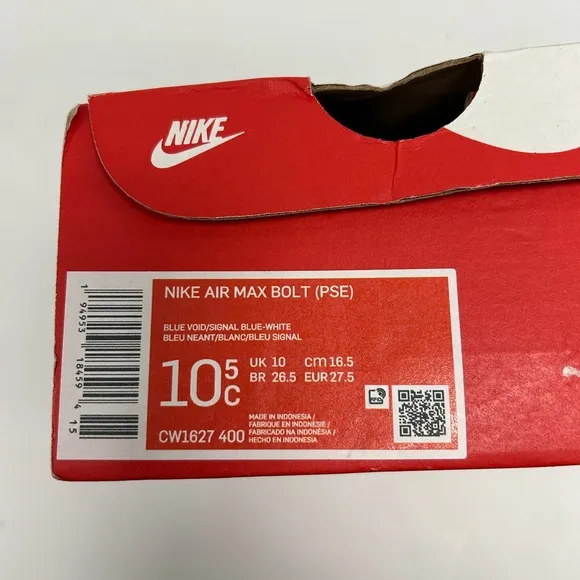 NIKE
NIKE AIR MAX BOLT (PSE)
BLUE VOID/SIGNAL BLUE-WHITE
BLEU NEANT/BLANC/BLEU SIGNAL
10 5C
UK 10 cm 16.5
BR 26.5 EUR 27.5
MADE IN INDONESIA /
FABRIQUE EN INDONESIE /
FABRICADO NA INDONÉSIA /
HECHO EN INDONESIA
CW1627 400
1 94953 18459 4 15